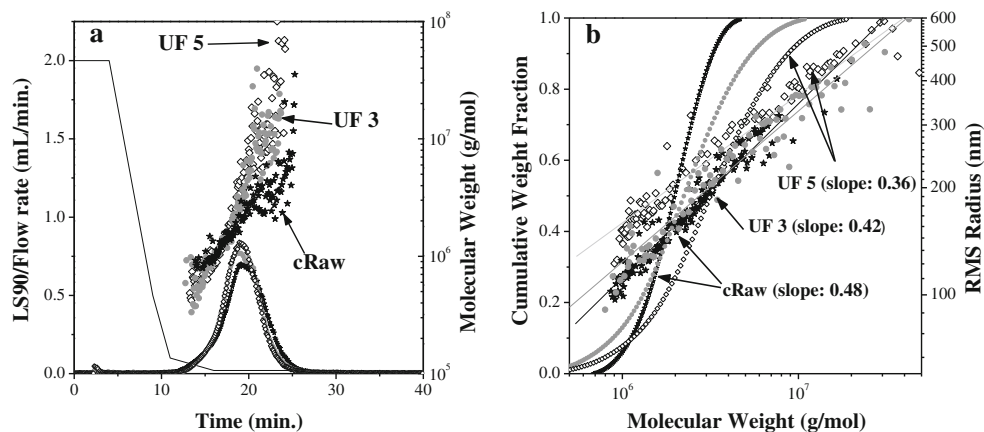 a
UF 5
UF 3
cRaw
LS90/Flow rate (mL/min.)
2.0
1.5
1.0
0.5
0.0
0
10
20
30
40
Time (min.)
10^8
10^7
10^6
10^5
Molecular Weight (g/mol)
b
UF 5 (slope: 0.36)
UF 3 (slope: 0.42)
cRaw (slope: 0.48)
Cumulative Weight Fraction
1.0
0.8
0.6
0.4
0.2
0.0
10^6
10^7
Molecular Weight (g/mol)
600
500
400
300
200
100
RMS Radius (nm)